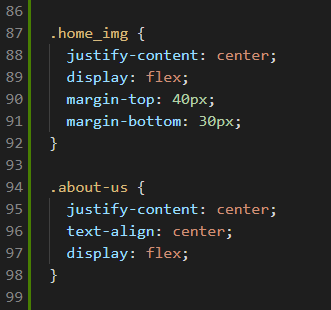 86
87 .home_img {
88 justify-content: center;
89 display: flex;
90 margin-top: 40px;
91 margin-bottom: 30px;
92 }
93
94 .about-us {
95 justify-content: center;
96 text-align: center;
97 display: flex;
98 }
99